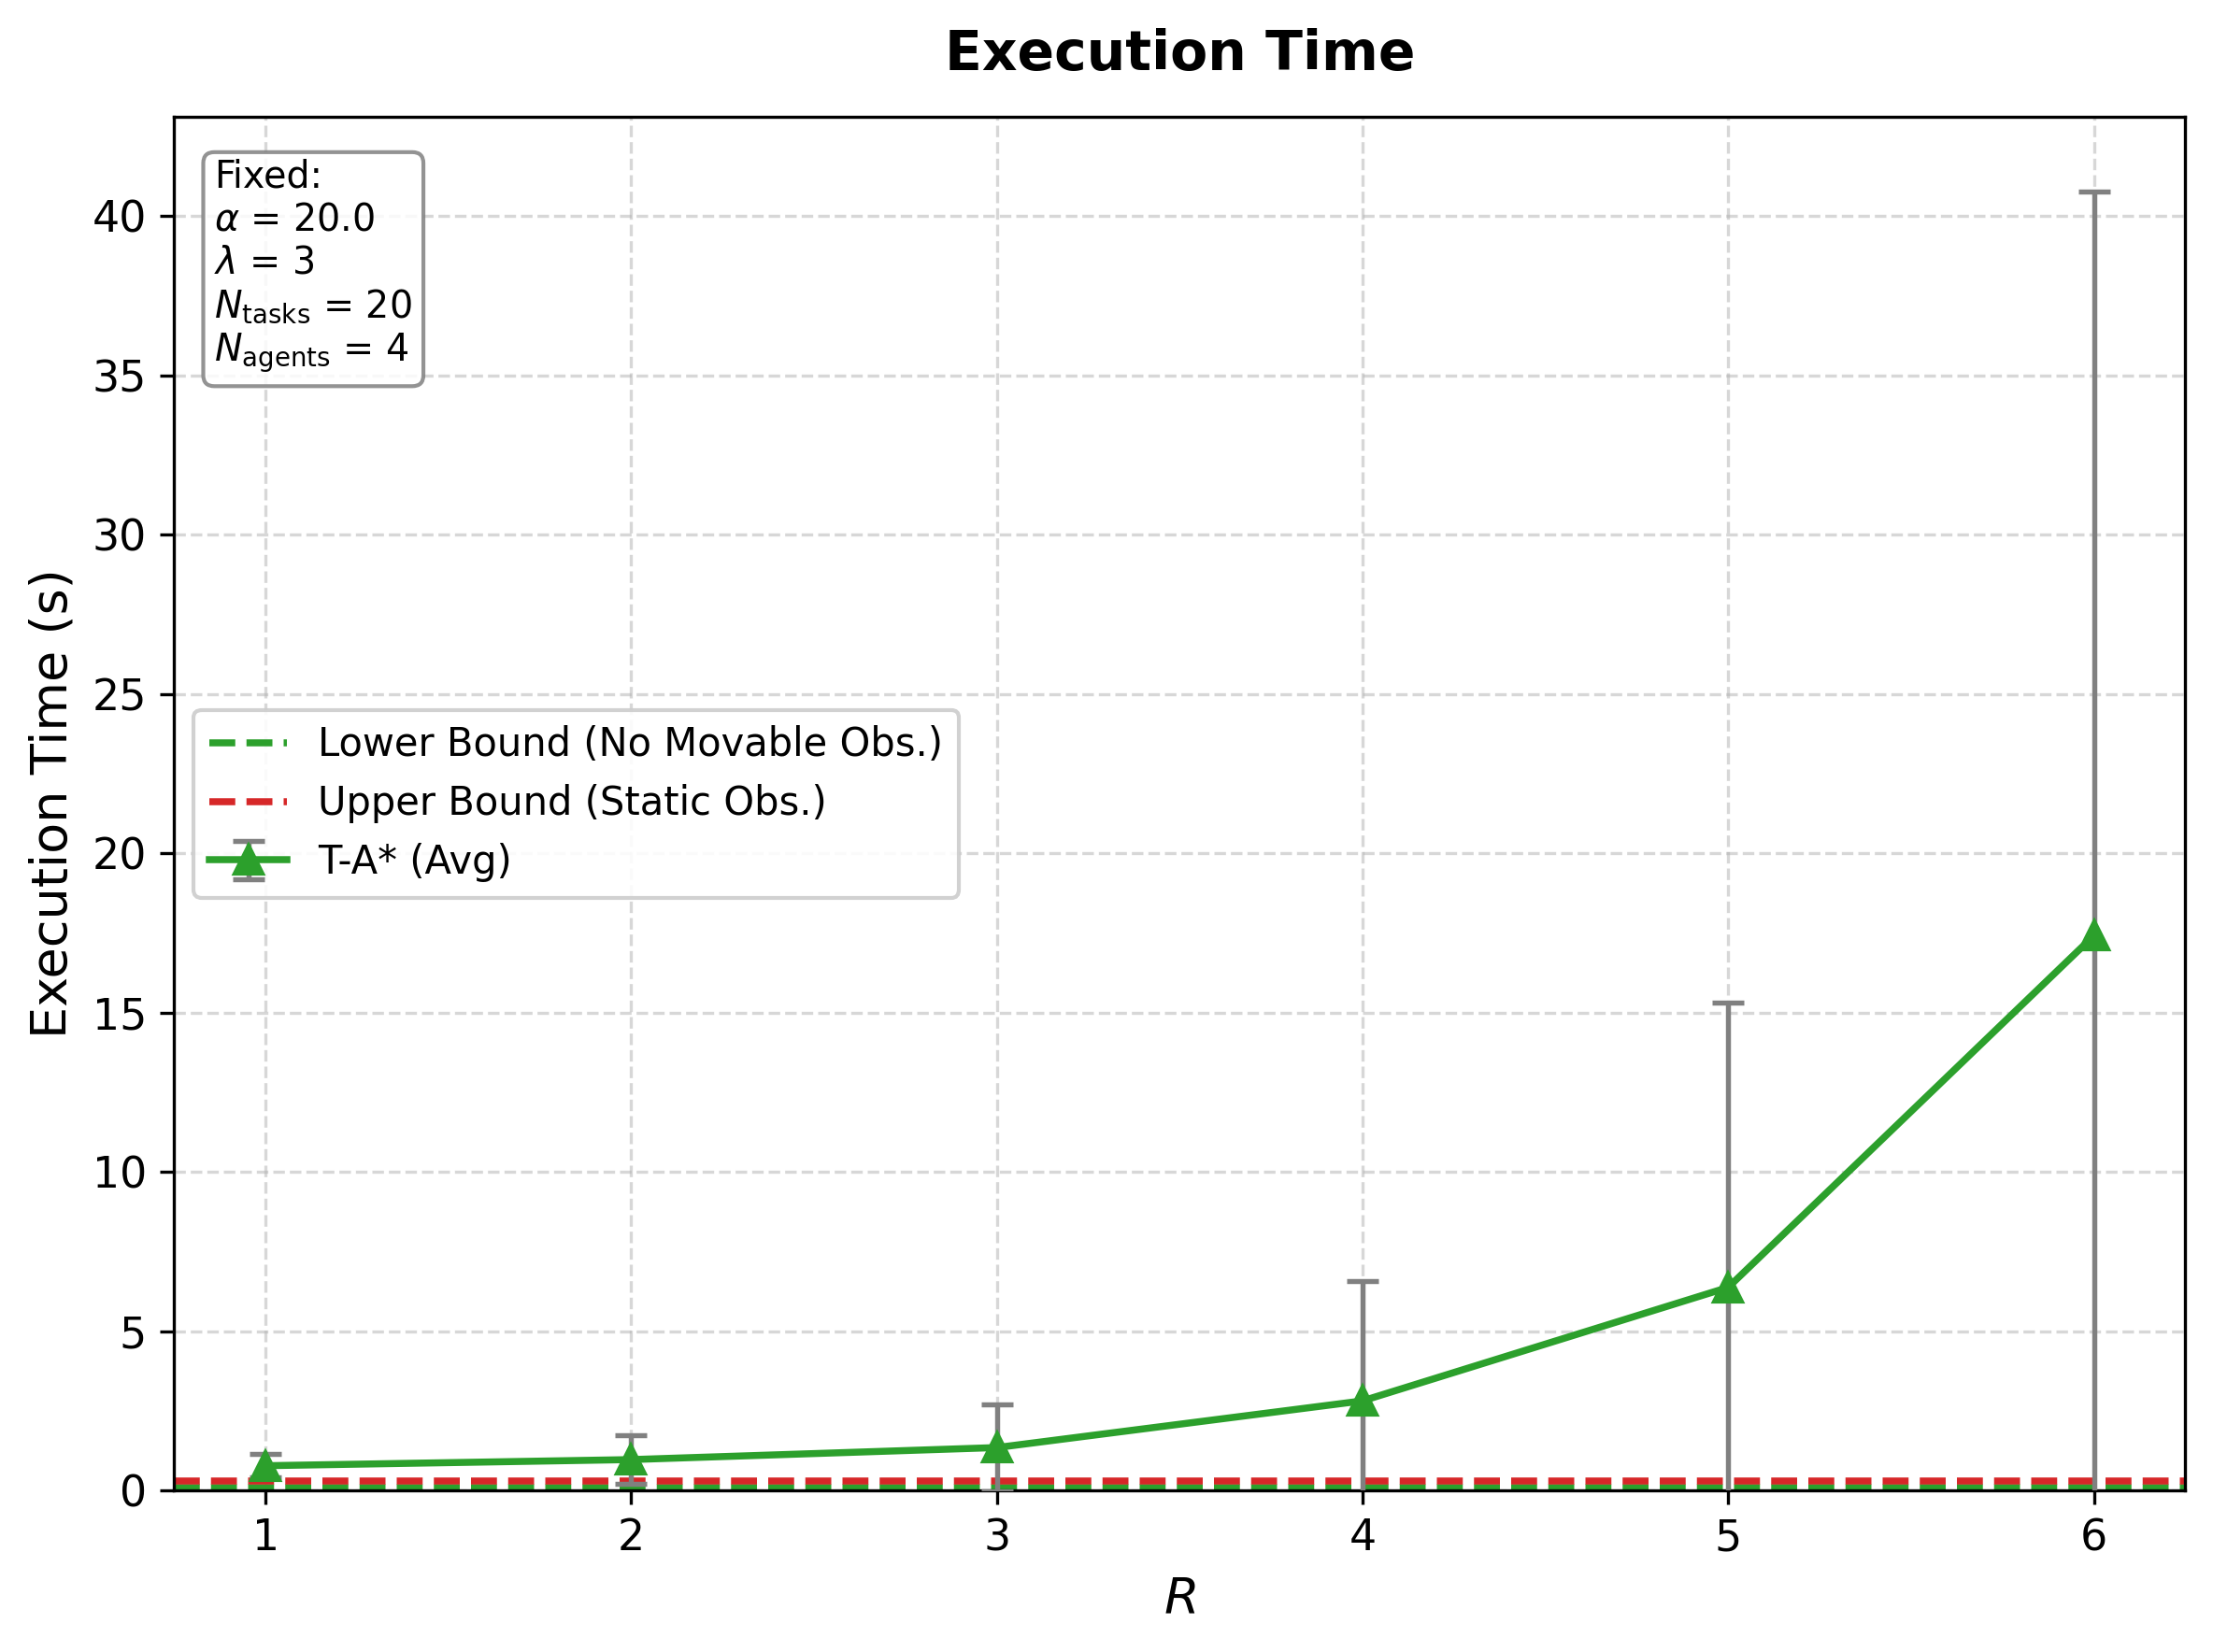 Execution Time
Fixed:
α = 20.0
λ = 3
N_tasks = 20
N_agents = 4
Execution Time (s)
40
35
30
25
20
15
10
5
0
Lower Bound (No Movable Obs.)
Upper Bound (Static Obs.)
T-A* (Avg)
1 2 3 4 5 6
R